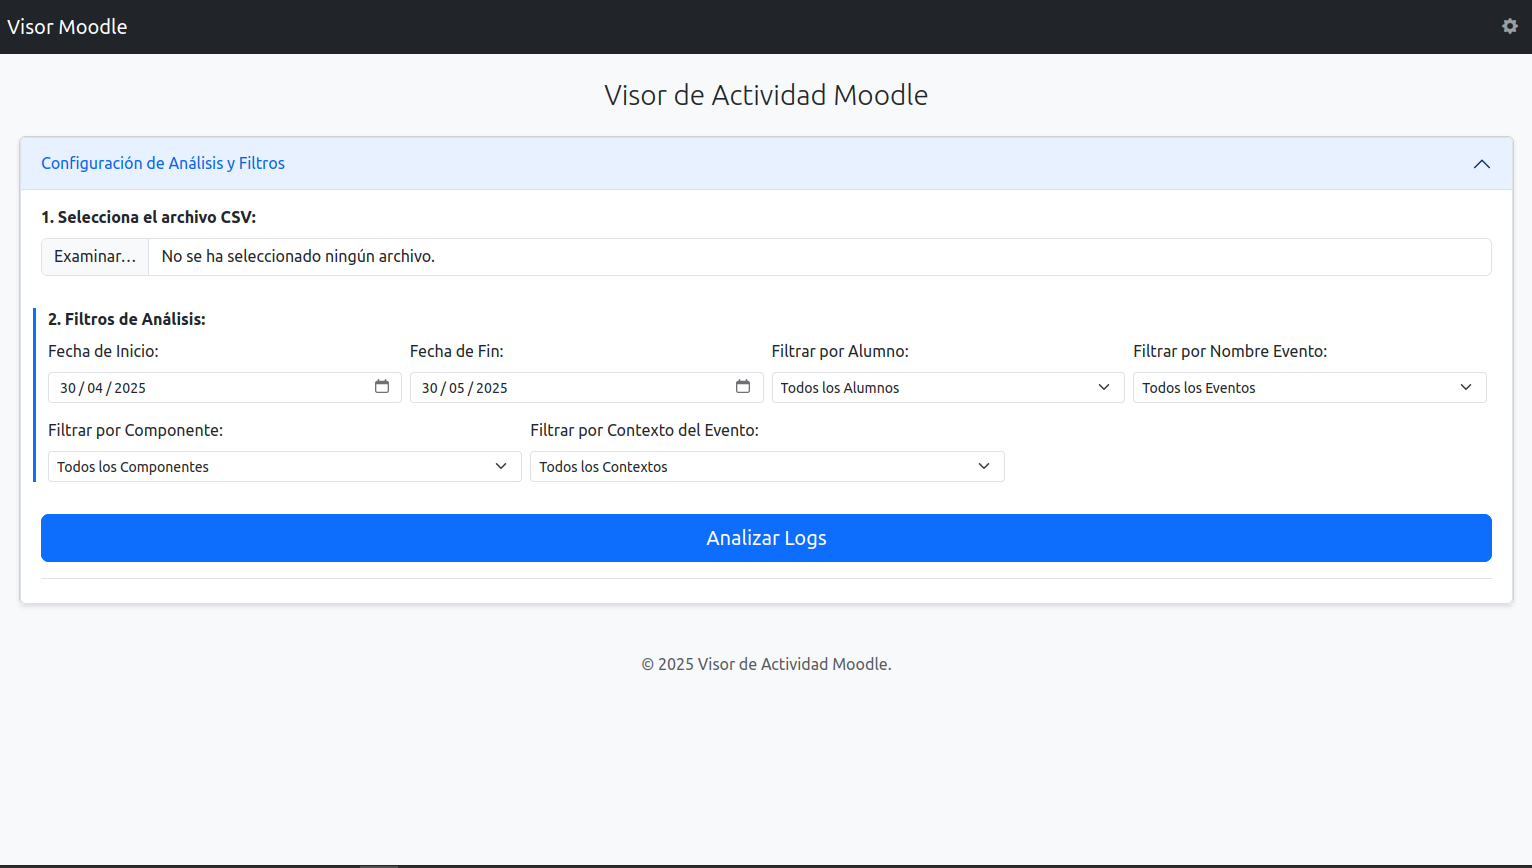 Visor Moodle
Visor de Actividad Moodle
Configuración de Análisis y Filtros
1. Selecciona el archivo CSV:
Examinar... No se ha seleccionado ningún archivo.
2. Filtros de Análisis:
Fecha de Inicio: Fecha de Fin: Filtrar por Alumno: Filtrar por Nombre Evento:
30 / 04 / 2025 30 / 05 / 2025 Todos los Alumnos Todos los Eventos
Filtrar por Componente: Filtrar por Contexto del Evento:
Todos los Componentes Todos los Contextos
Analizar Logs
© 2025 Visor de Actividad Moodle.